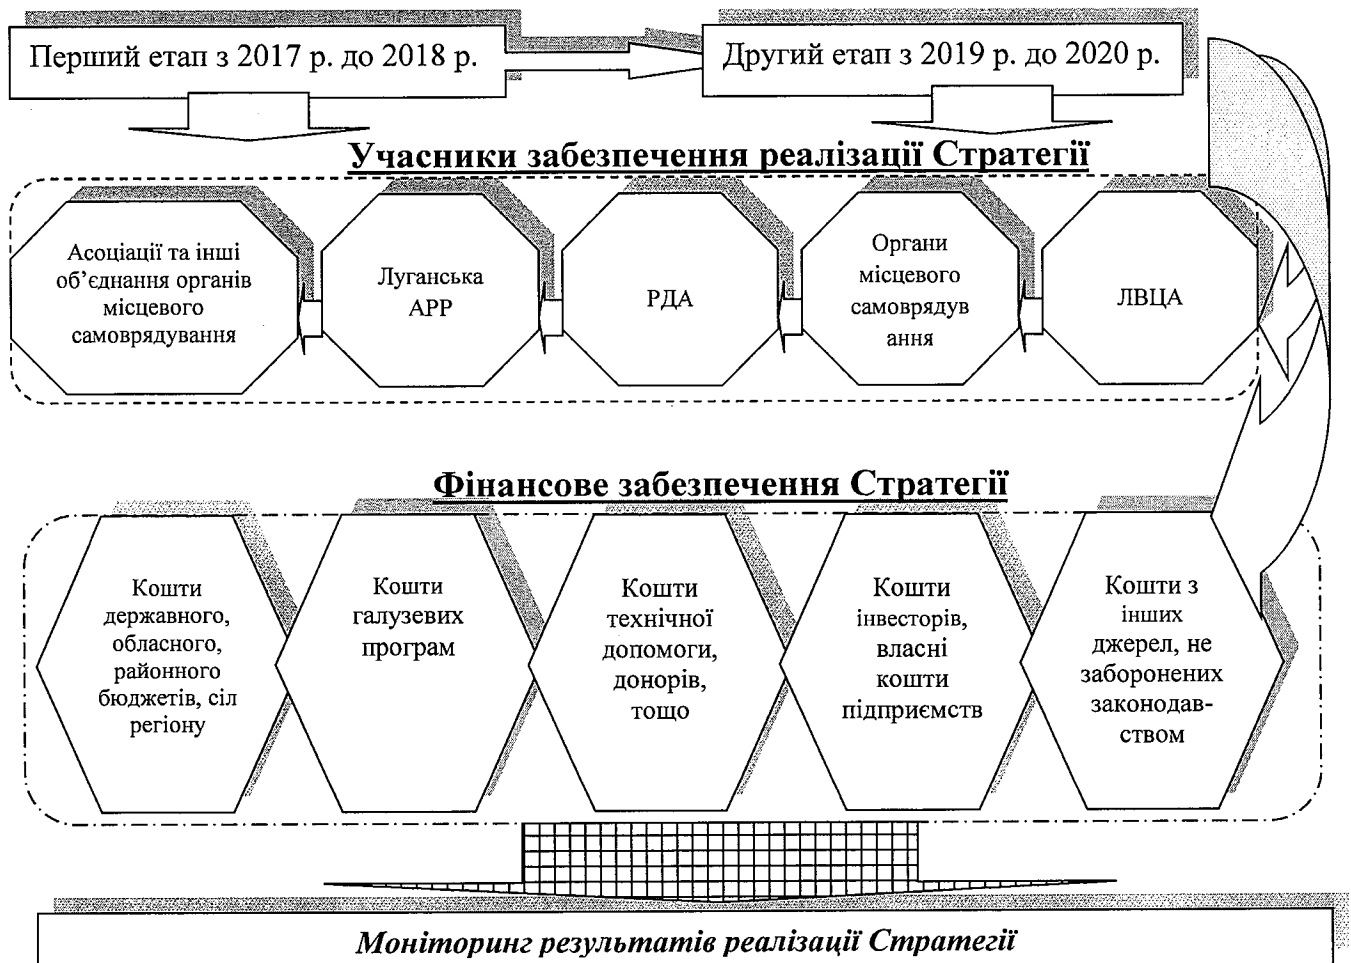 Перший етап з 2017 р. до 2018 р.
Другий етап з 2019 р. до 2020 р.
Учасники забезпечення реалізації Стратегії
Асоціації та інші
об’єднання органів
місцевого
самоврядування
Луганська
АРР
РДА
Органи
місцевого
самоврядув
ання
ЛВЦА
Фінансове забезпечення Стратегії
Кошти
державного,
обласного,
районного
бюджетів, сіл
регіону
Кошти
галузевих
програм
Кошти
технічної
допомоги,
донорів,
тощо
Кошти
інвесторів,
власні
кошти
підприємств
Кошти з
інших
джерел, не
заборонених
законодав-
ством
Моніторинг результатів реалізації Стратегії